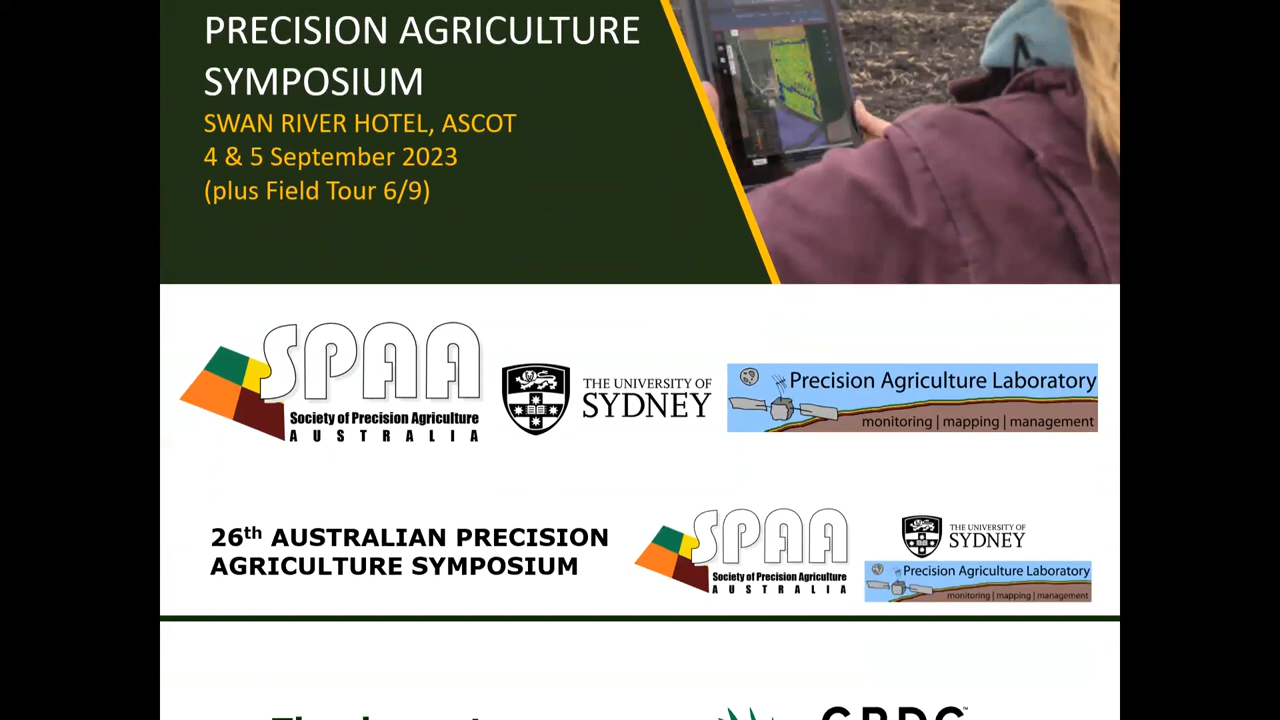 PRECISION AGRICULTURE
SYMPOSIUM
SWAN RIVER HOTEL, ASCOT
4 & 5 September 2023
(plus Field Tour 6/9)
SPAA
Society of Precision Agriculture
AUSTRALIA
THE UNIVERSITY OF
SYDNEY
Precision Agriculture Laboratory
monitoring | mapping | management
26th AUSTRALIAN PRECISION
AGRICULTURE SYMPOSIUM
SPAA
Society of Precision Agriculture
AUSTRALIA
THE UNIVERSITY OF
SYDNEY
Precision Agriculture Laboratory
monitoring | mapping | management